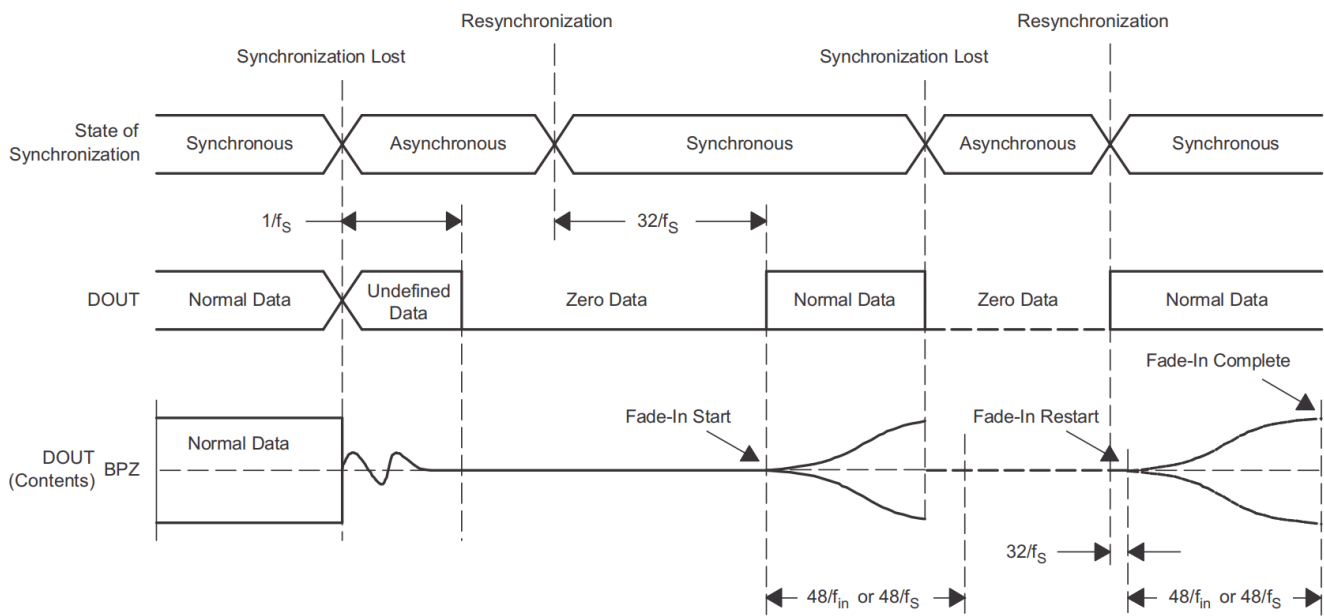 Resynchronization
Resynchronization
Synchronization Lost
Synchronization Lost
State of
Synchronization
Synchronous
Asynchronous
Synchronous
Asynchronous
Synchronous
1/fS
32/fS
DOUT
Normal Data
Undefined
Data
Zero Data
Normal Data
Zero Data
Normal Data
Fade-In Complete
Fade-In Start
Fade-In Restart
Normal Data
DOUT
(Contents)
BPZ
32/fS
48/fin or 48/fS
48/fin or 48/fS